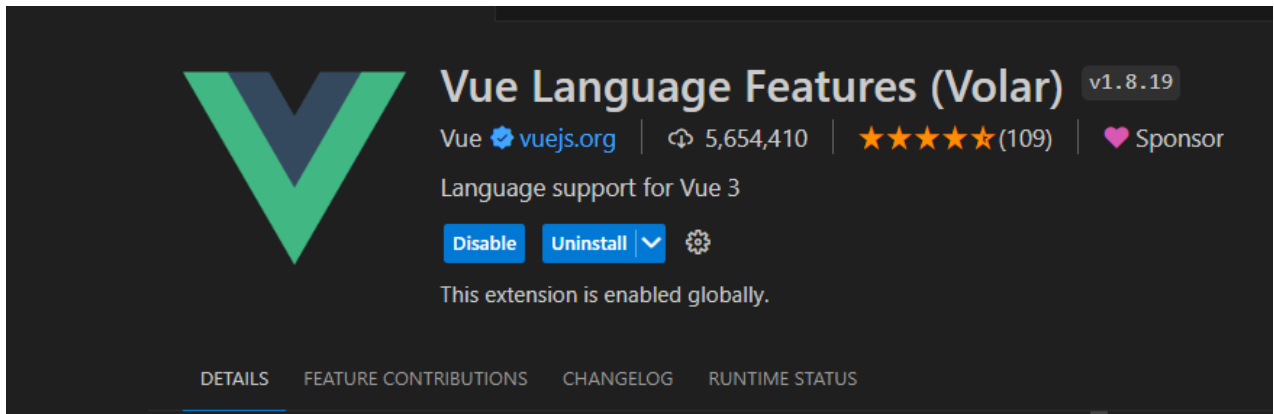 Vue Language Features (Volar) v1.8.19
Vue vuejs.org 5,654,410 (109) Sponsor
Language support for Vue 3
Disable Uninstall
This extension is enabled globally.
DETAILS FEATURE CONTRIBUTIONS CHANGELOG RUNTIME STATUS